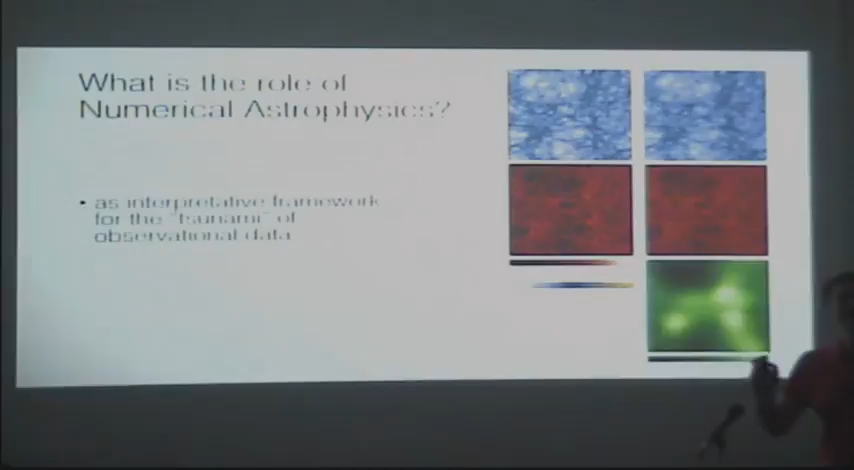 What is the role of
Numerical Astrophysics?
• as interpretative framework
for the "tsunami" of
observational data